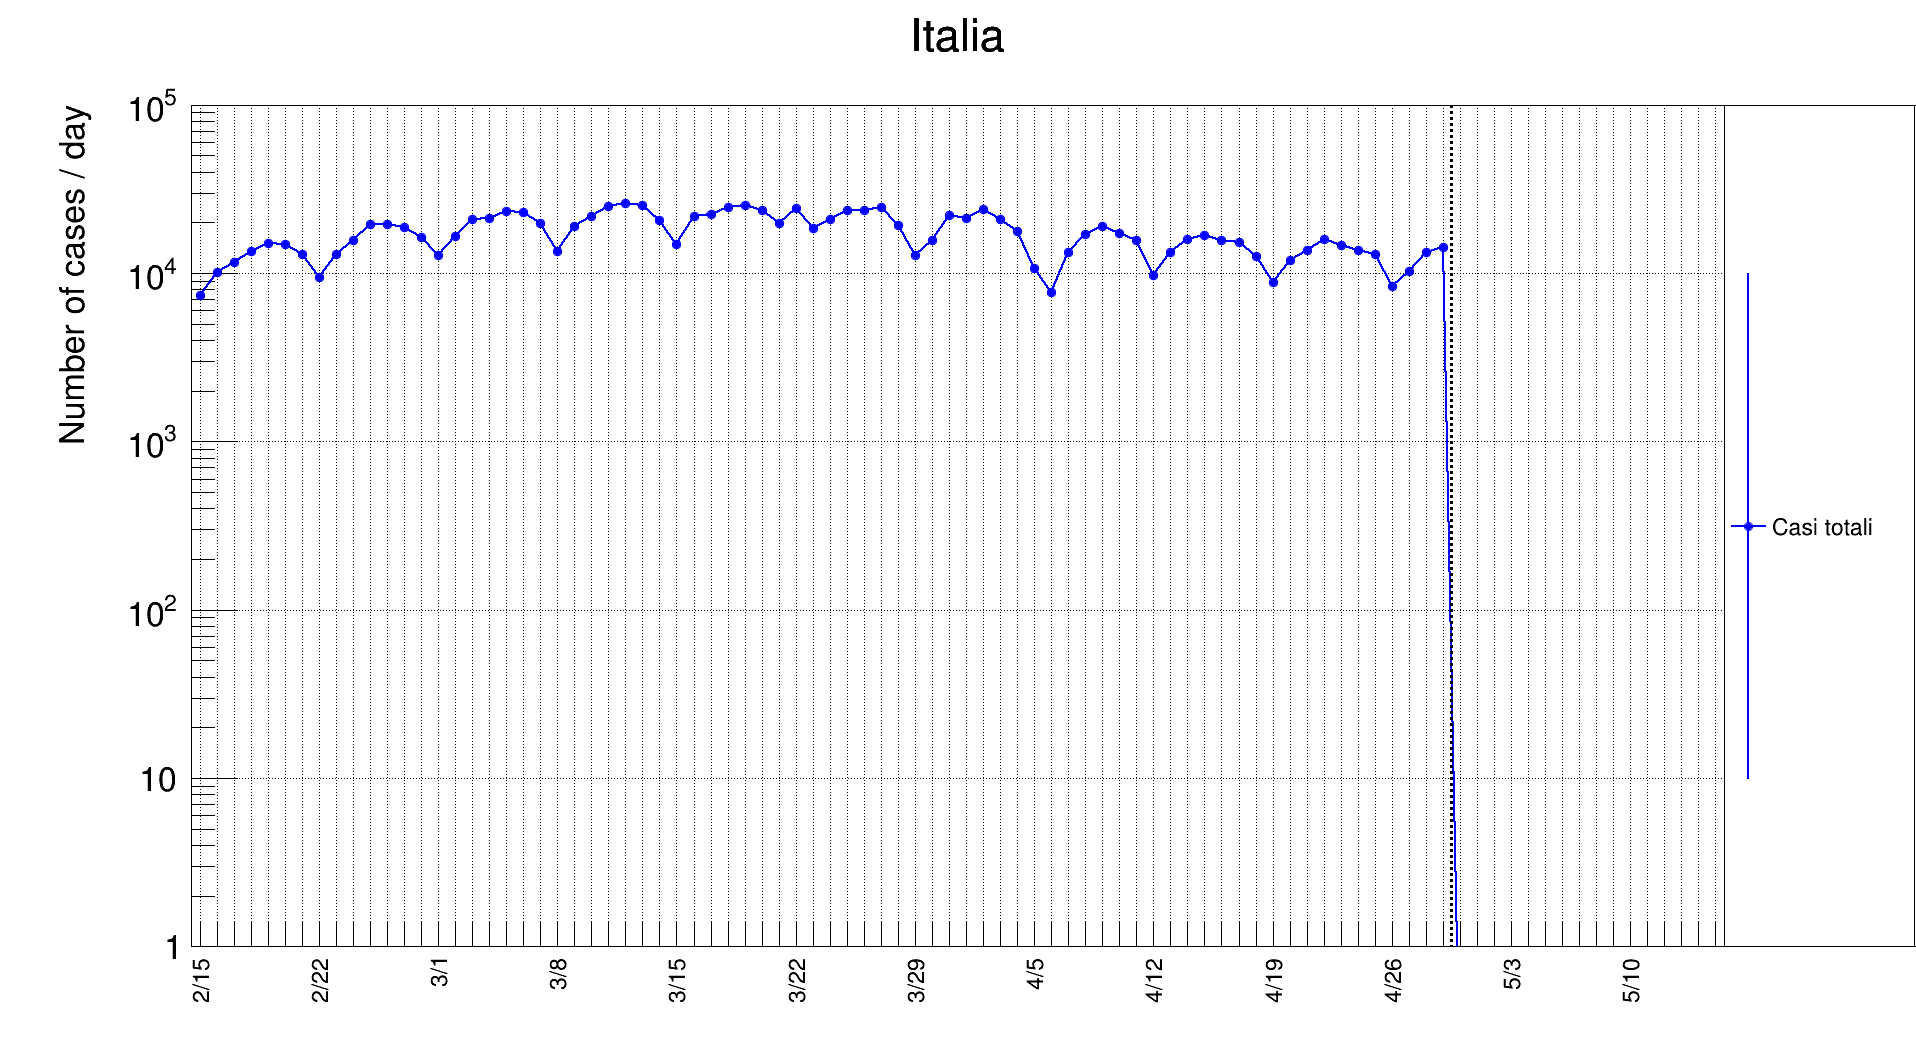 Italia
Number of cases / day
10^5
10^4
10^3
10^2
10
1
2/15 2/22 3/1 3/8 3/15 3/22 3/29 4/5 4/12 4/19 4/26 5/3 5/10
Casi totali